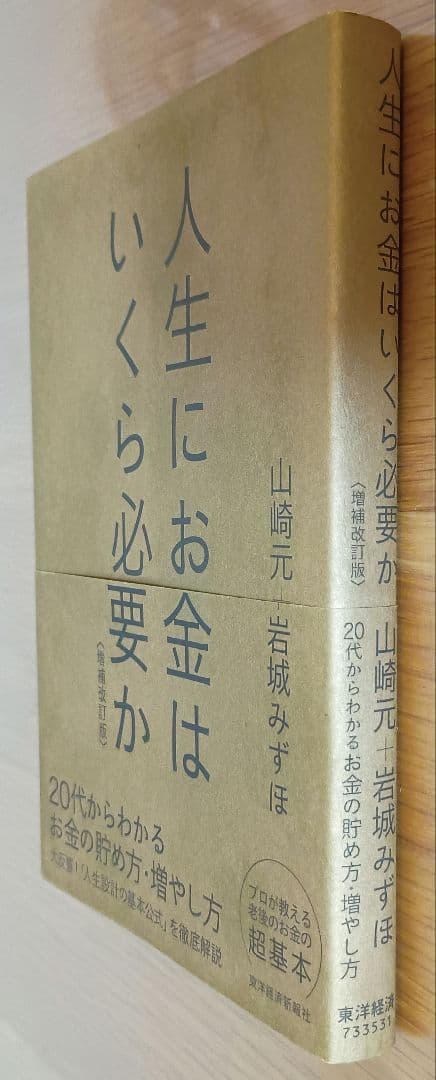 人生にお金は
いくら必要か
〈増補改訂版〉
山崎元+岩城みずほ
20代からわかる
お金の貯め方・増やし方
大反響!「人生設計の基本公式」を徹底解説
プロが教える
老後のお金の
超基本
東洋経済新報社
人生にお金はいくら必要か
〈増補改訂版〉
山崎元+岩城みずほ
20代からわかるお金の貯め方・増やし方
東洋経済
733531